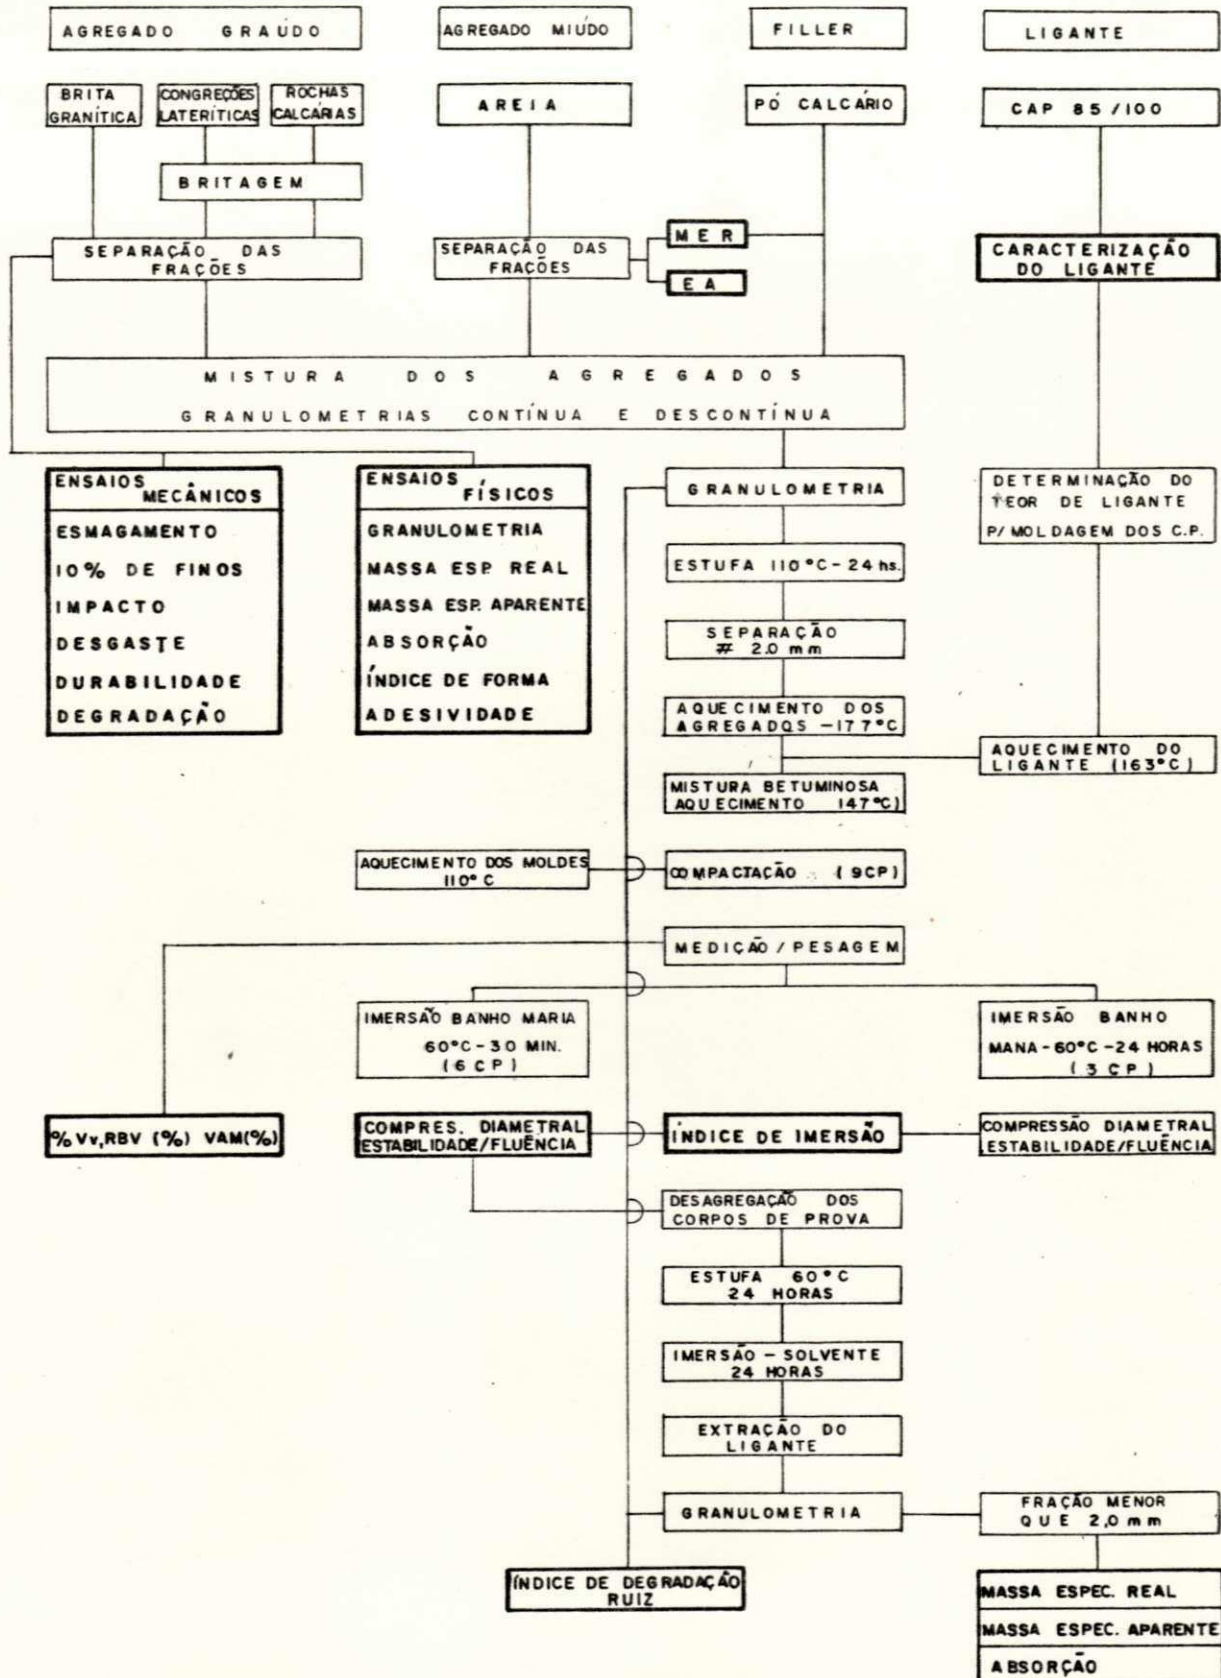 AGREGADO GRAÚDO
AGREGADO MIÚDO
FILLER
LIGANTE
BRITA
GRANÍTICA
CONGREÇÕES
LATERÍTICAS
ROCHAS
CALCÁRIAS
AREIA
PÓ CALCÁRIO
CAP 85/100
BRITAGEM
SEPARAÇÃO DAS
FRAÇÕES
SEPARAÇÃO DAS
FRAÇÕES
MER
EA
CARACTERIZAÇÃO
DO LIGANTE
MISTURA DOS AGREGADOS
GRANULOMETRIAS CONTÍNUA E DESCONTÍNUA
ENSAIOS
MECÂNICOS
ESMAGAMENTO
10% DE FINOS
IMPACTO
DESGASTE
DURABILIDADE
DEGRADAÇÃO
ENSAIOS
FÍSICOS
GRANULOMETRIA
MASSA ESP. REAL
MASSA ESP. APARENTE
ABSORÇÃO
ÍNDICE DE FORMA
ADESIVIDADE
GRANULOMETRIA
DETERMINAÇÃO DO
TEOR DE LIGANTE
P/MOLDAGEM DOS C.P.
ESTUFA 110°C-24 hs.
SEPARAÇÃO
# 2.0 mm
AQUECIMENTO DOS
AGREGADOS -177°C
AQUECIMENTO DO
LIGANTE (163°C)
MISTURA BETUMINOSA
AQUECIMENTO 147°C)
AQUECIMENTO DOS MOLDES
110°C
COMPACTAÇÃO (9CP)
MEDIÇÃO/PESAGEM
IMERSÃO BANHO MARIA
60°C-30 MIN.
(6 CP)
IMERSÃO BANHO
MANA-60°C-24 HORAS
(3 CP)
% Vv,RBV (%) VAM(%)
COMPRES. DIAMETRAL
ESTABILIDADE/FLUÊNCIA
ÍNDICE DE IMERSÃO
COMPRESSÃO DIAMETRAL
ESTABILIDADE/FLUÊNCIA
DESAGREGAÇÃO DOS
CORPOS DE PROVA
ESTUFA 60°C
24 HORAS
IMERSÃO - SOLVENTE
24 HORAS
EXTRAÇÃO DO
LIGANTE
GRANULOMETRIA
FRAÇÃO MENOR
QUE 2,0 mm
ÍNDICE DE DEGRADAÇÃO
RUIZ
MASSA ESPEC. REAL
MASSA ESPEC. APARENTE
ABSORÇÃO